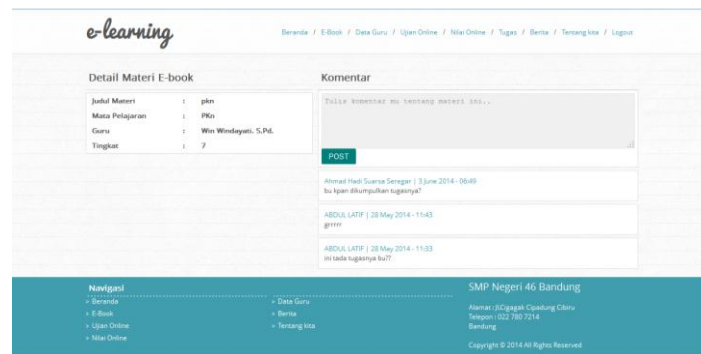 e-learning
Beranda / E-Book / Data Guru / Ujian Online / Nilai Online / Tugas / Berita / Tentang kita / Logout
Detail Materi E-book
Judul Materi : pkn
Mata Pelajaran : PKn
Guru : Win Windayati. S.Pd.
Tingkat : 7
Komentar
Tulis komentar mu tentang materi ini..
POST
Ahmad Hadi Suarsa Seregar | 3 June 2014 - 06:49
bu kpan dikumpulkan tugasnya?
ABDUL LATIF | 28 May 2014 - 11:43
grrrrr
ABDUL LATIF | 28 May 2014 - 11:33
ini tada tugasnya bu??
Navigasi
» Beranda
» E-Book
» Ujian Online
» Nilai Online
» Data Guru
» Berita
» Tentang kita
SMP Negeri 46 Bandung
Alamat : Jl.Cigagak Cipadung Cibiru
Telepon : 022 780 7214
Bandung
Copyright © 2014 All Rights Reserved